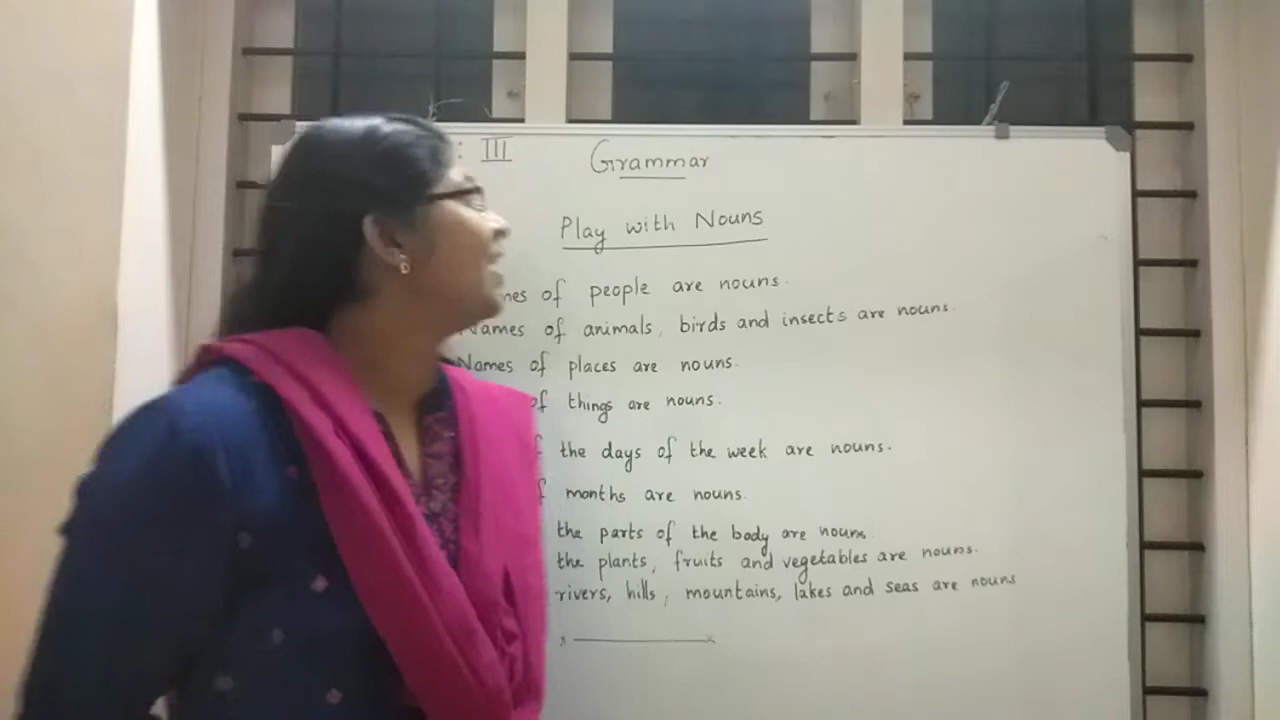 : III Grammar
Play with Nouns
of people are nouns.
Names of animals, birds and insects are nouns.
Names of places are nouns.
of things are nouns.
the days of the week are nouns.
months are nouns.
the parts of the body are nouns.
the plants, fruits and vegetables are nouns.
rivers, hills, mountains, lakes and seas are nouns